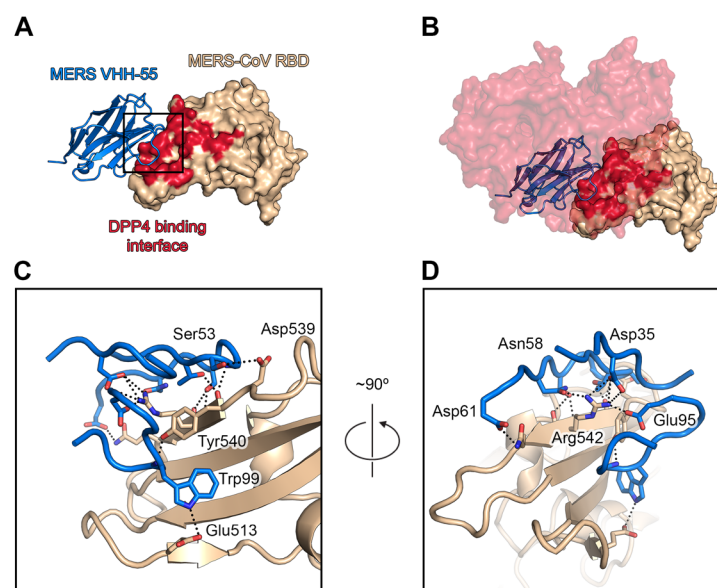 A
B
MERS VHH-55
MERS-CoV RBD
DPP4 binding
interface
C
D
Ser53
Asp539
Tyr540
Trp99
Glu513
~90º
Asn58
Asp35
Asp61
Arg542
Glu95